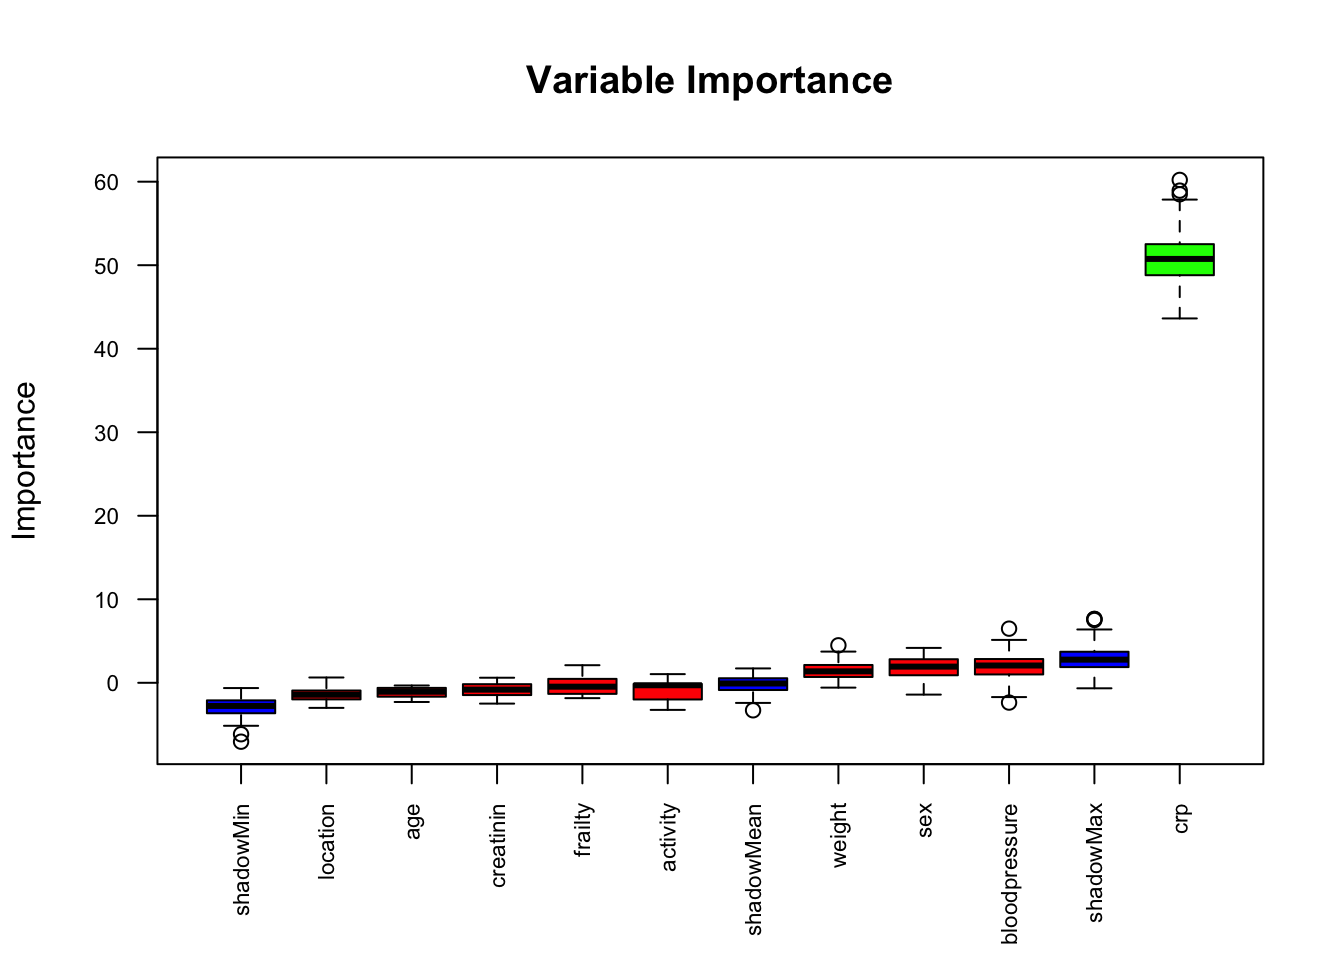 Variable Importance
Importance
60
50
40
30
20
10
0
shadowMin
location
age
creatinin
frailty
activity
shadowMean
weight
sex
bloodpressure
shadowMax
crp